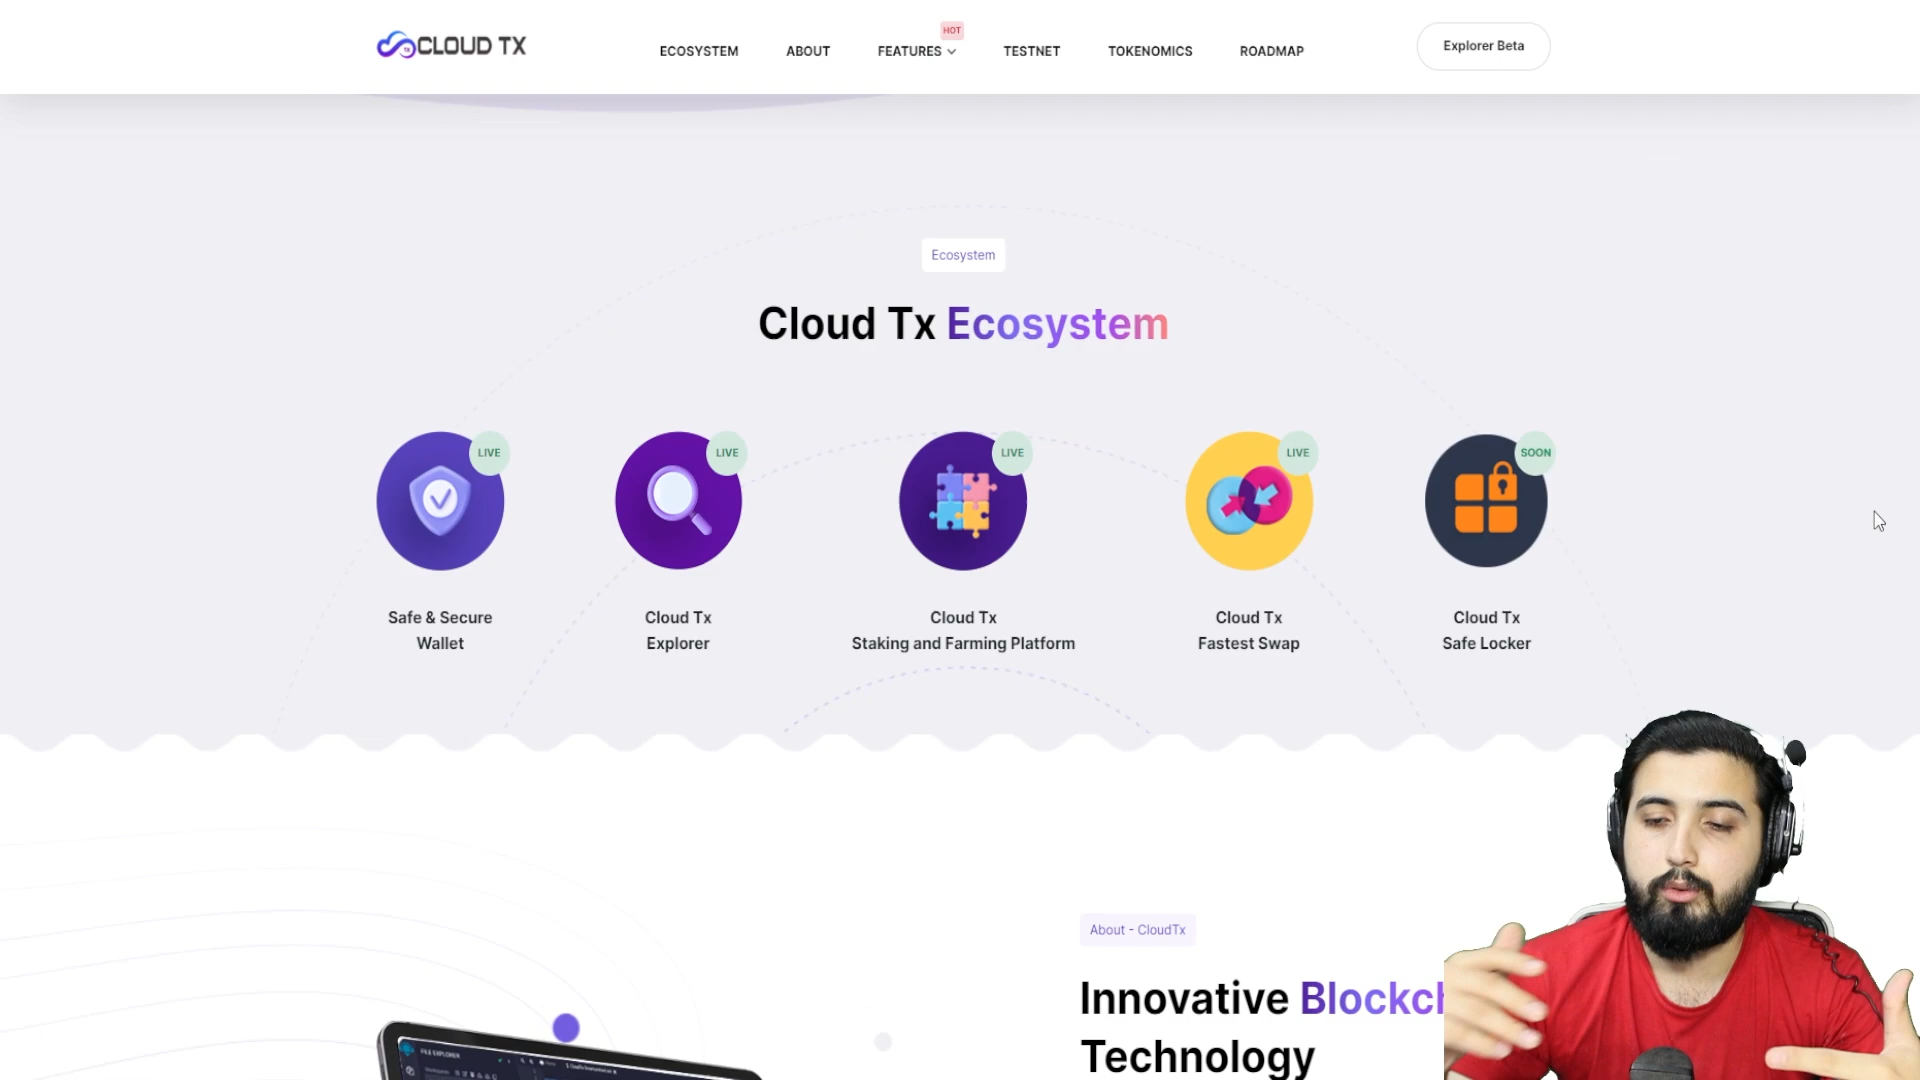 CLOUD TX
HOT
ECOSYSTEM ABOUT FEATURES TESTNET TOKENOMICS ROADMAP Explorer Beta
Ecosystem
Cloud Tx Ecosystem
LIVE LIVE LIVE LIVE SOON
Safe & Secure
Wallet
Cloud Tx
Explorer
Cloud Tx
Staking and Farming Platform
Cloud Tx
Fastest Swap
Cloud Tx
Safe Locker
About - CloudTx
Innovative
Technology
FILE EXPLORER